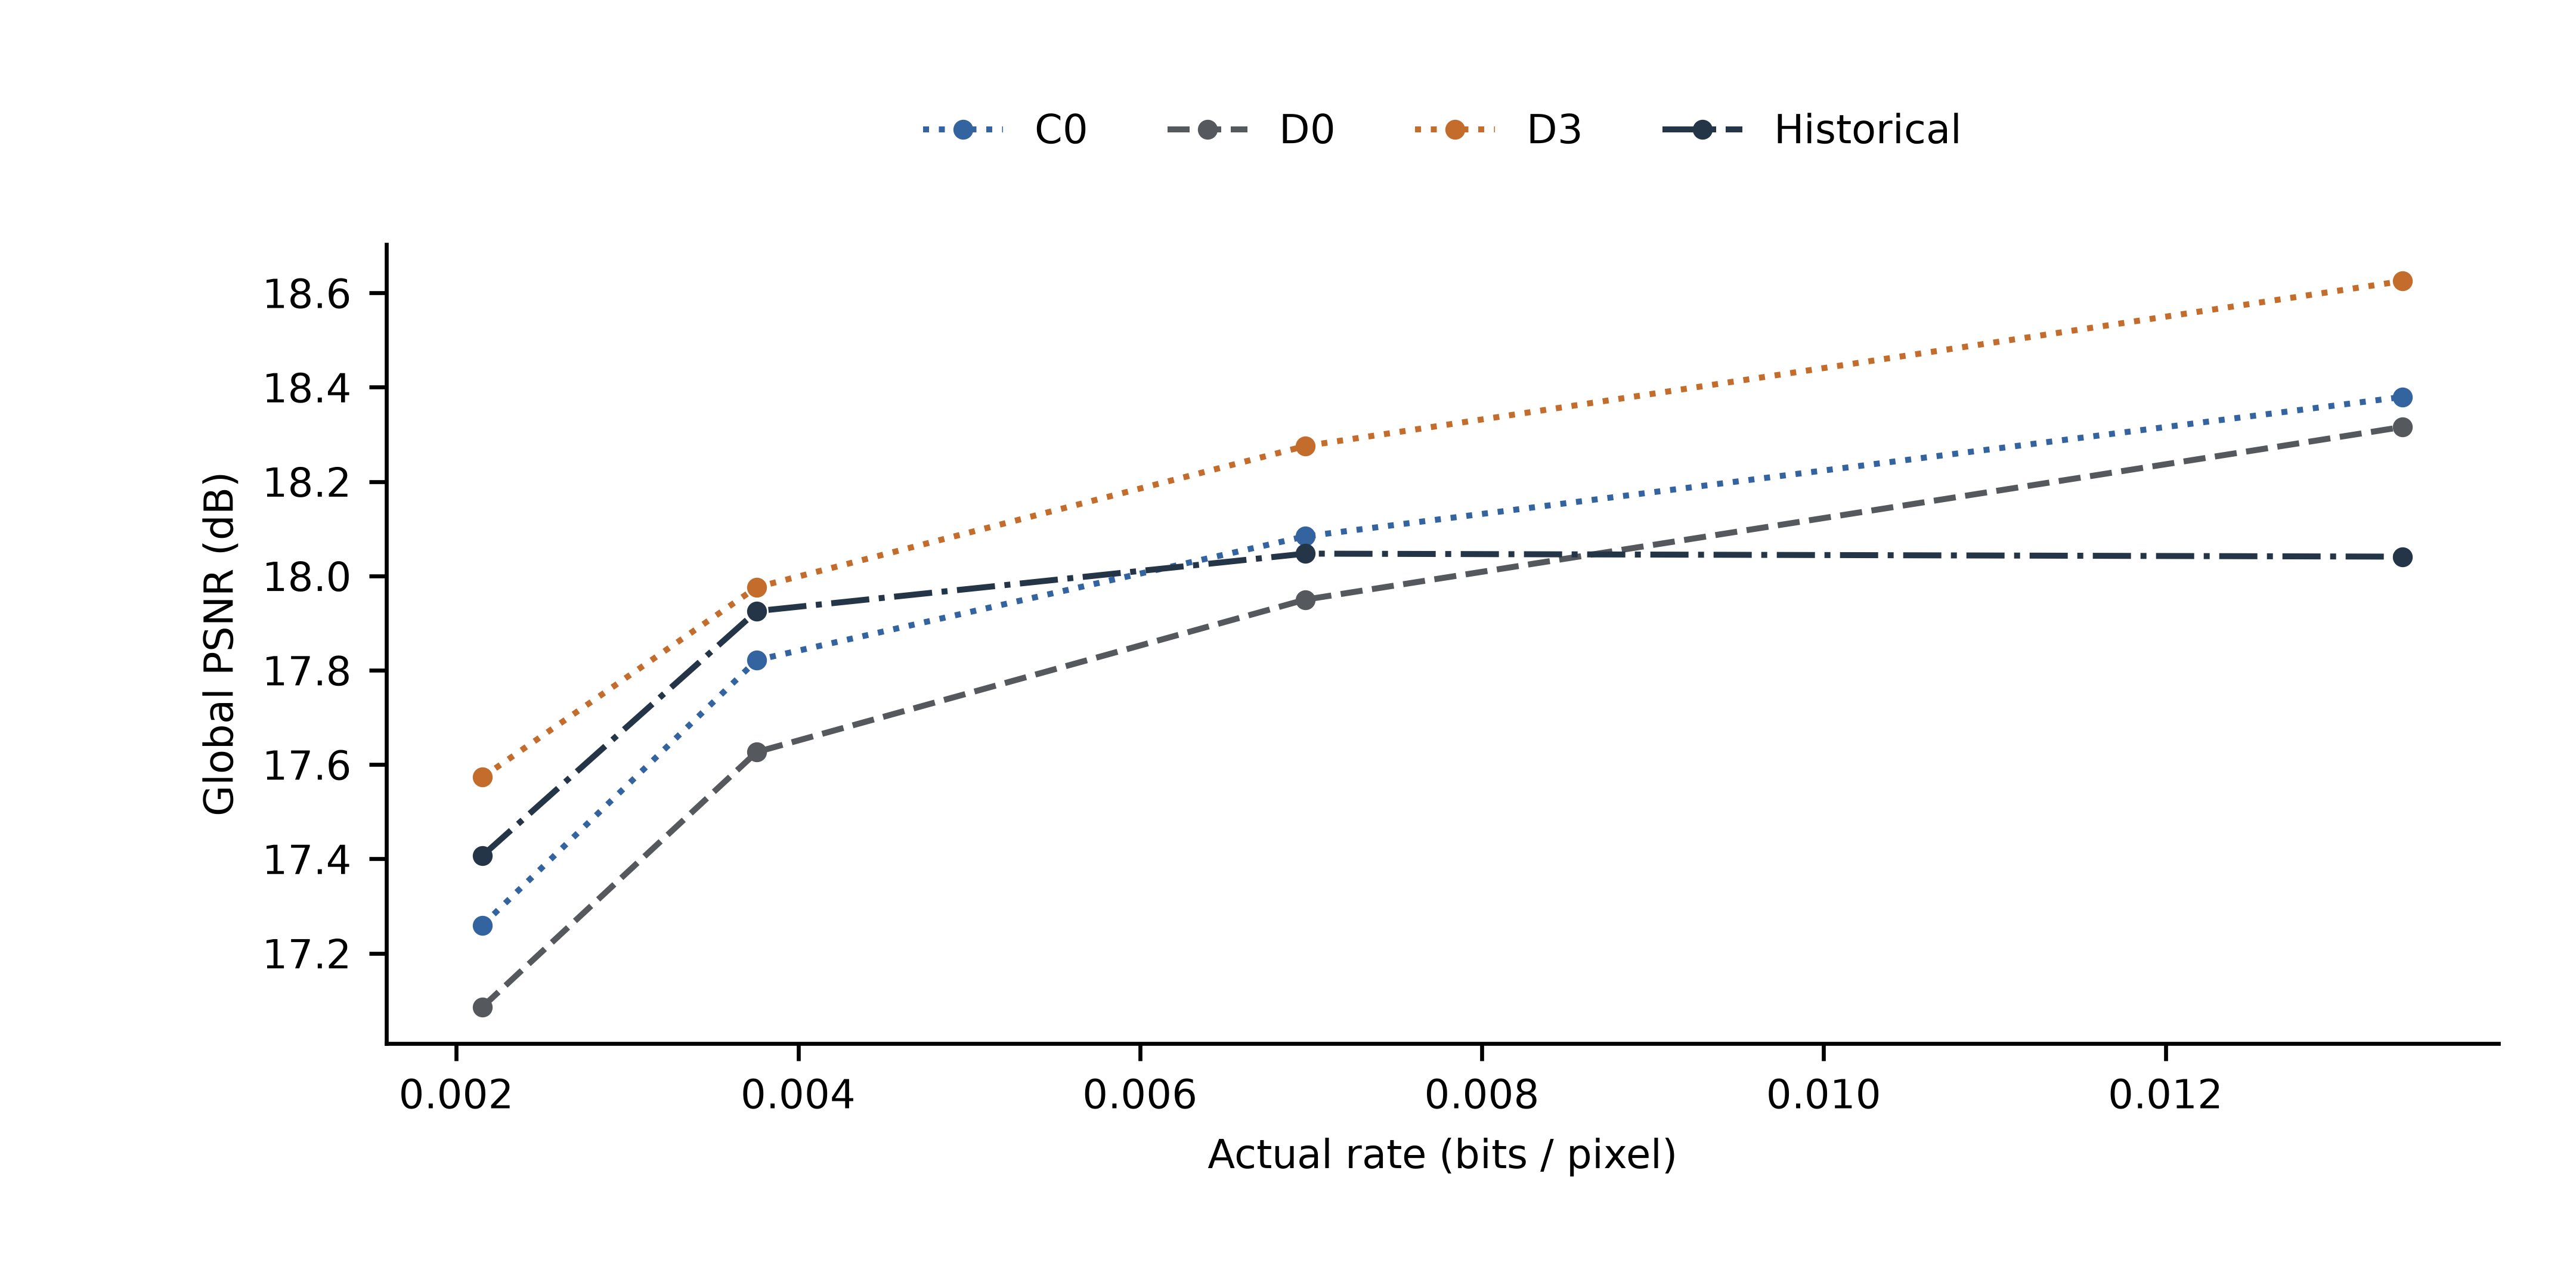 C0 D0 D3 Historical
18.6
18.4
18.2
18.0
17.8
17.6
17.4
17.2
Global PSNR (dB)
0.002 0.004 0.006 0.008 0.010 0.012
Actual rate (bits / pixel)